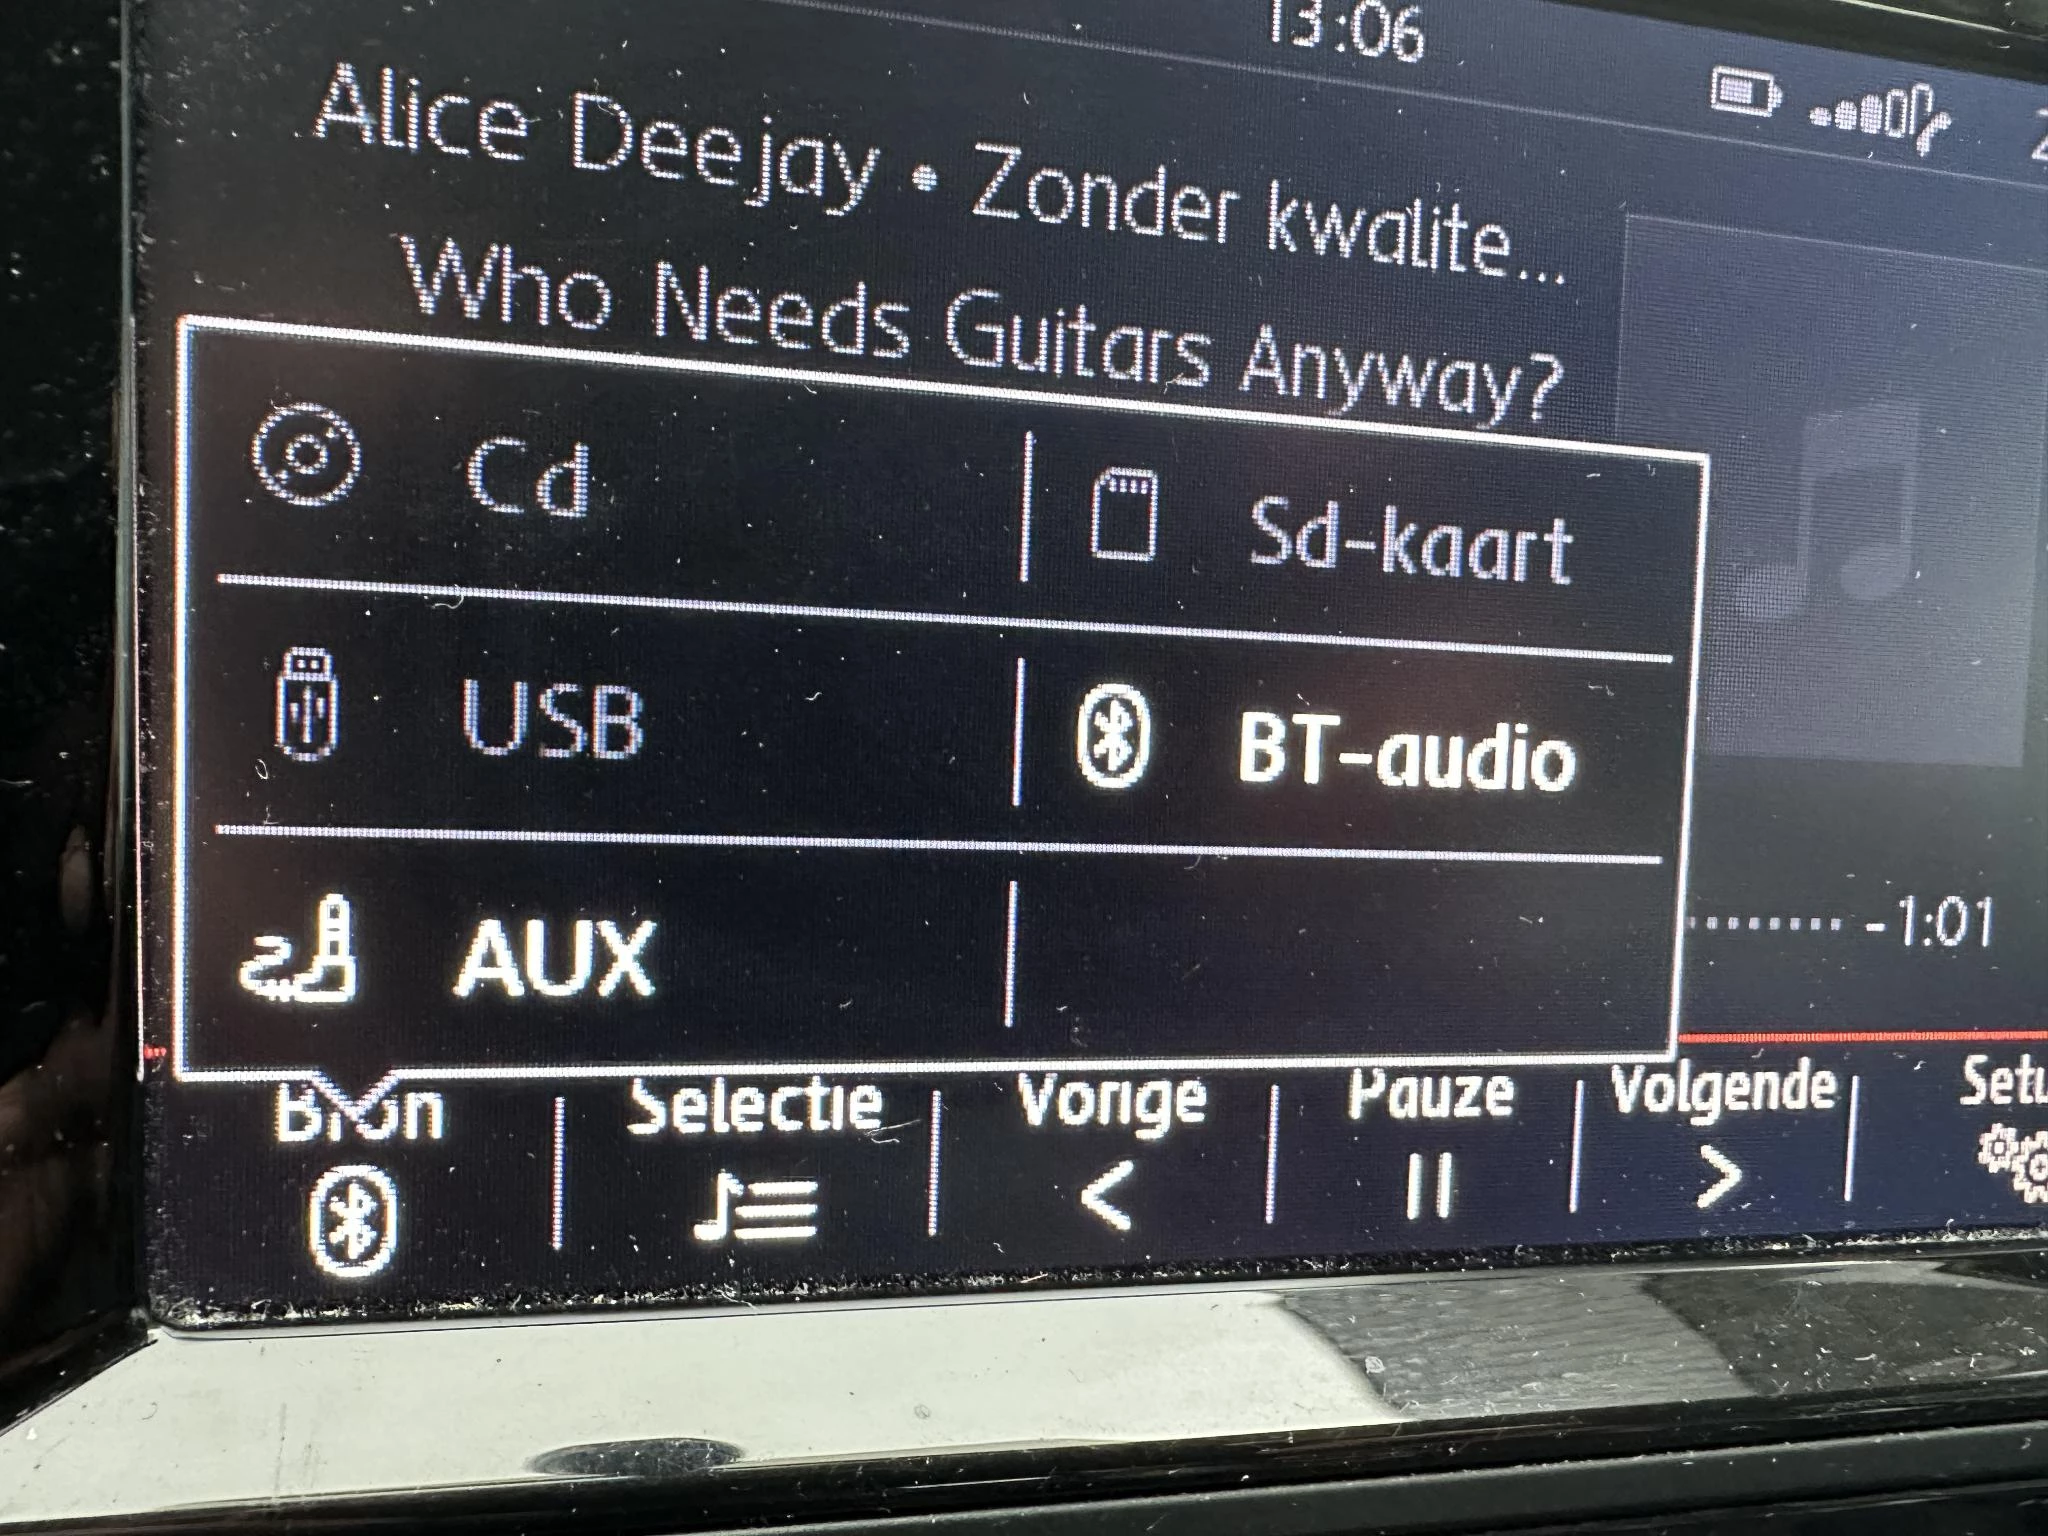 13:06
Alice Deejay • Zonder kwalite...
Who Needs Guitars Anyway?
Cd
Sd-kaart
USB
BT-audio
AUX
-1:01
Bron
Selectie
Vorige
Pauze
Volgende